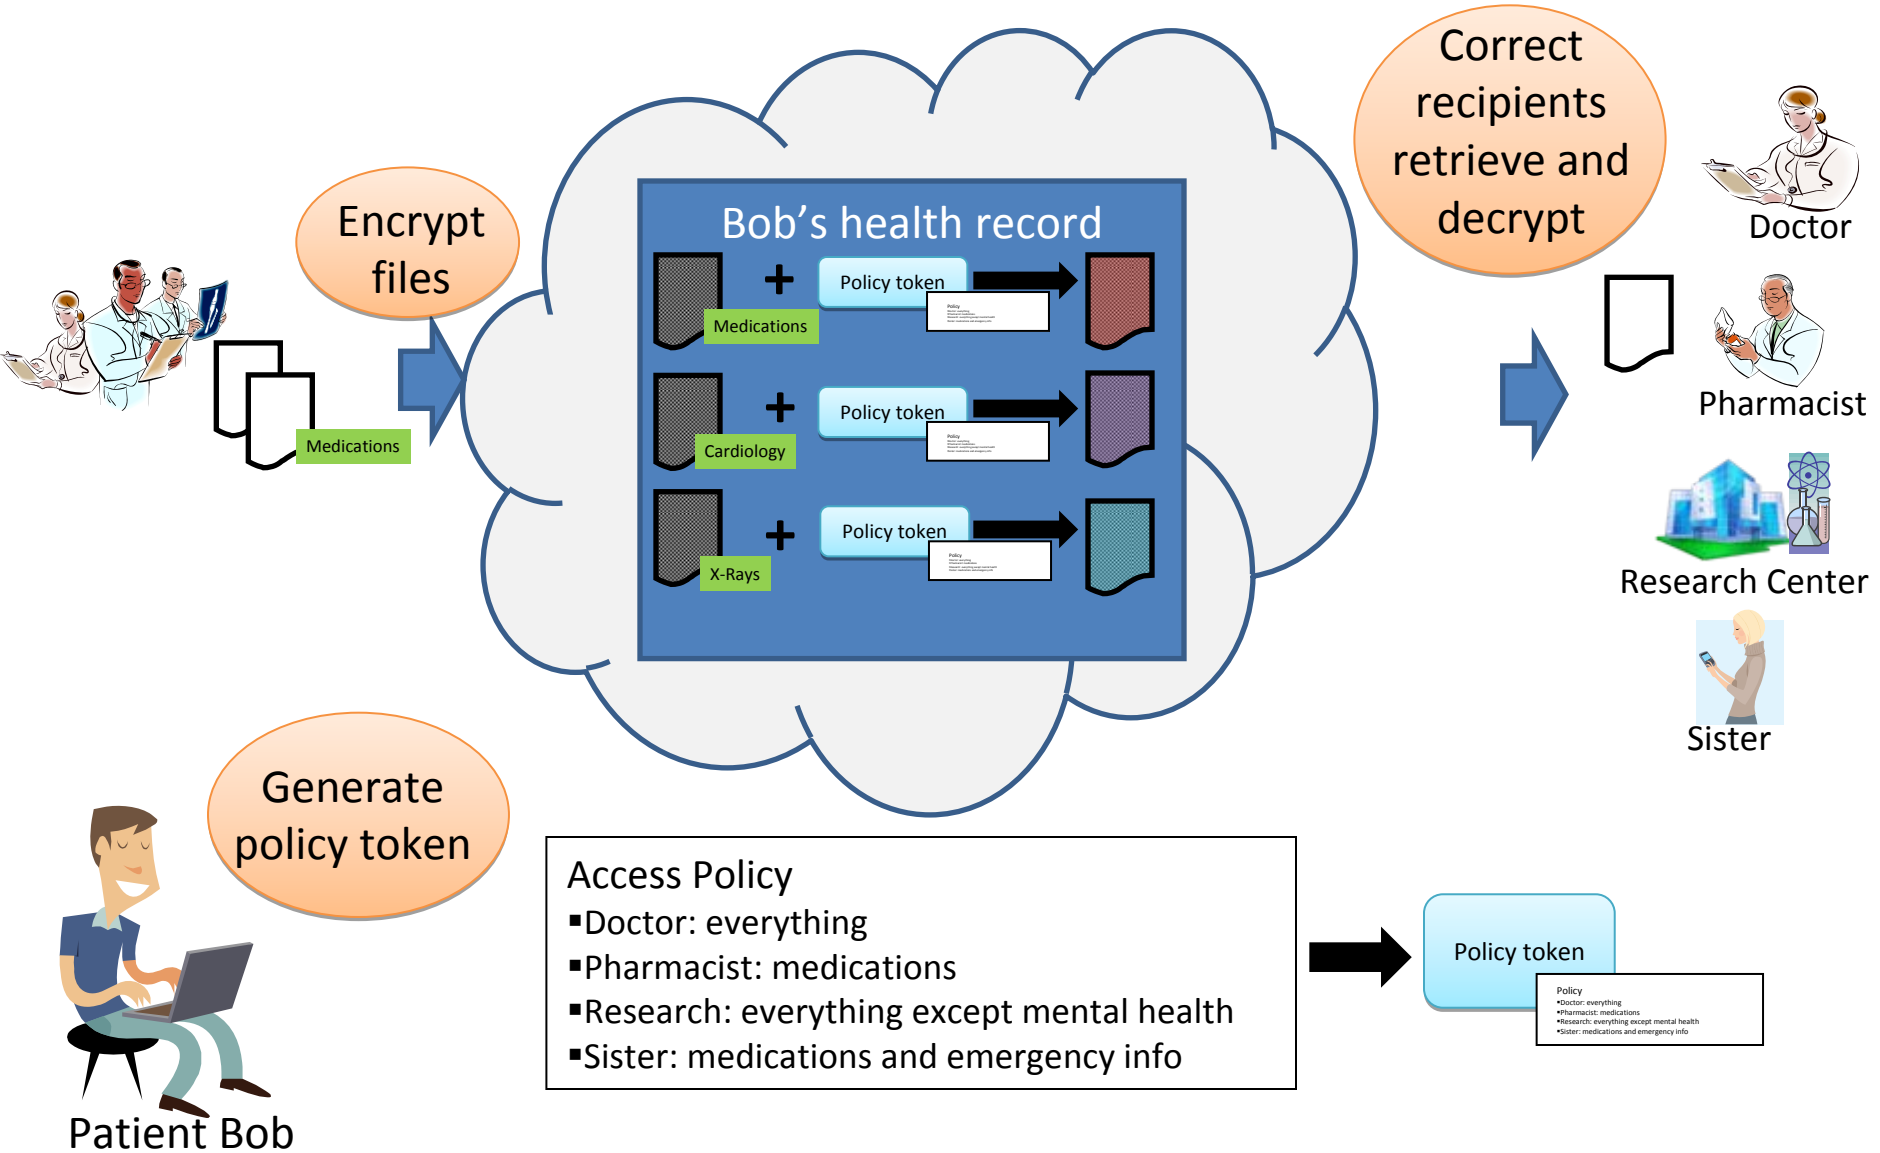 Correct
recipients
retrieve and
decrypt
Doctor
Encrypt
files
Bob’s health record
Policy token
Policy
Medications
Medications
Policy token
Policy
Cardiology
Policy token
Policy
X-Rays
Pharmacist
Research Center
Sister
Generate
policy token
Patient Bob
Access Policy
▪Doctor: everything
▪Pharmacist: medications
▪Research: everything except mental health
▪Sister: medications and emergency info
Policy token
Policy
▪Doctor: everything
▪Pharmacist: medications
▪Research: everything except mental health
▪Sister: medications and emergency info